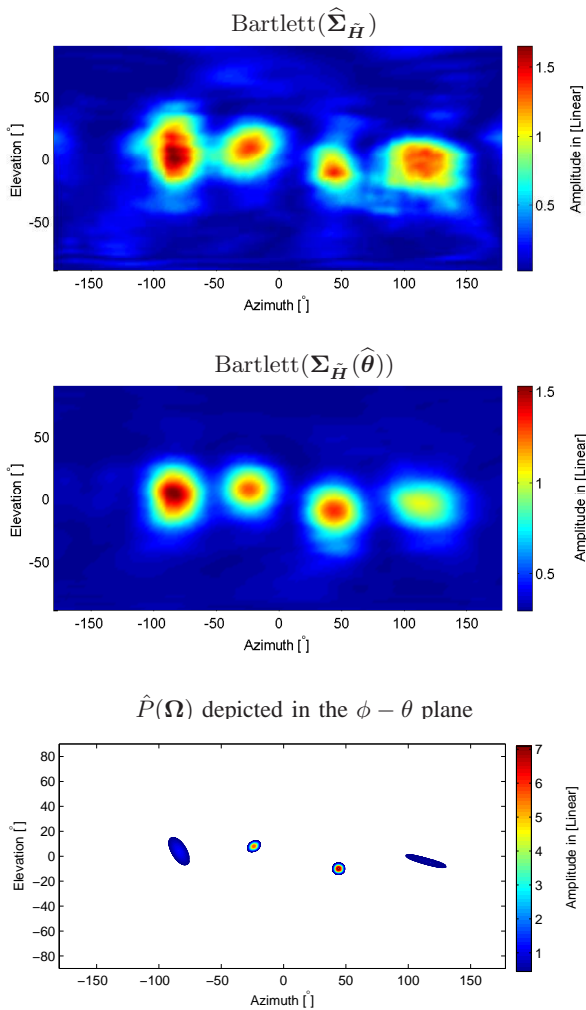 Bartlett(Σ̂_H̃)
50
0
-50
Elevation [°]
-150 -100 -50 0 50 100 150
Azimuth [°]
1.5
1
0.5
Amplitude in [Linear]
Bartlett(Σ_H̃(θ̂))
50
0
-50
Elevation [°]
-150 -100 -50 0 50 100 150
Azimuth [°]
1.5
1
0.5
Amplitude in [Linear]
P̂(Ω) depicted in the ϕ − θ plane
80
60
40
20
0
−20
−40
−60
−80
Elevation [°]
−150 −100 −50 0 50 100 150
Azimuth [°]
7
6
5
4
3
2
1
Amplitude in [Linear]